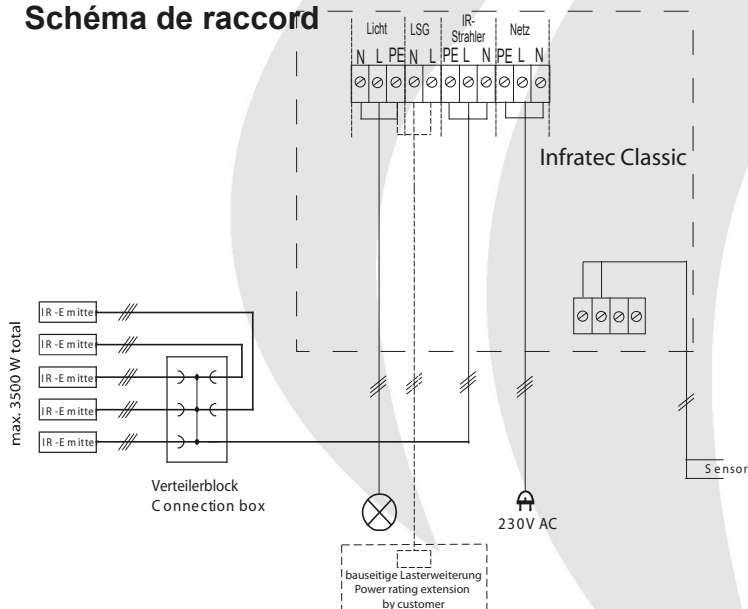 Schéma de raccord
Licht LSG IR-Strahler Netz
N L PE N L PE L N PE L N
Infratec Classic
max. 3500 W total
IR-Emitte
IR-Emitte
IR-Emitte
IR-Emitte
IR-Emitte
Sensor
Verteilerblock
Connection box
230V AC
bauseitige Lasterweiterung
Power rating extension
by customer